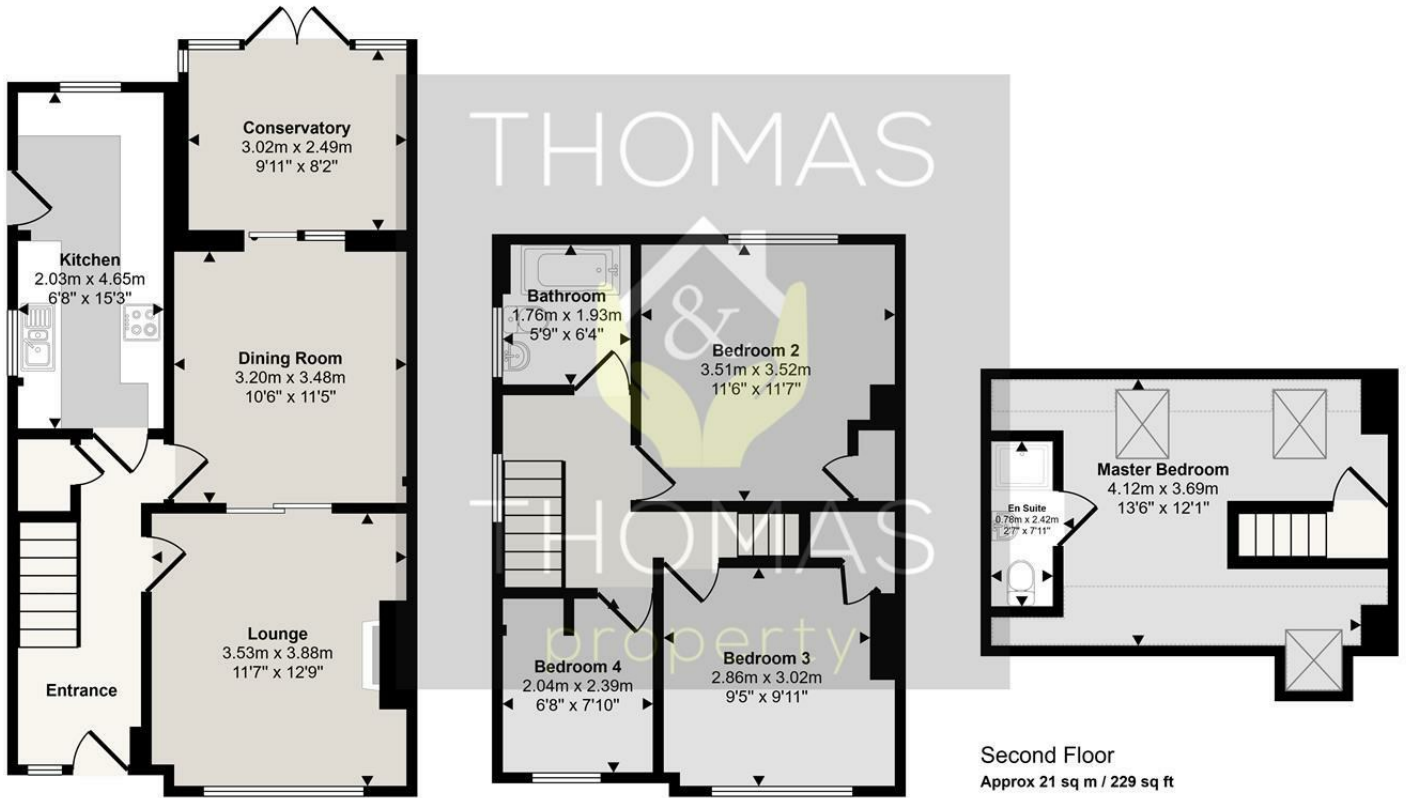 Conservatory
3.02m x 2.49m
9'11" x 8'2"
Kitchen
2.03m x 4.65m
6'8" x 15'3"
Dining Room
3.20m x 3.48m
10'6" x 11'5"
Lounge
3.53m x 3.88m
11'7" x 12'9"
Entrance
THOMAS
&
THOMAS
property
Bathroom
1.76m x 1.93m
5'9" x 6'4"
Bedroom 2
3.51m x 3.52m
11'6" x 11'7"
Bedroom 4
2.04m x 2.39m
6'8" x 7'10"
Bedroom 3
2.86m x 3.02m
9'5" x 9'11"
Master Bedroom
4.12m x 3.69m
13'6" x 12'1"
En Suite
0.78m x 2.42m
2'7" x 7'11"
Second Floor
Approx 21 sq m / 229 sq ft